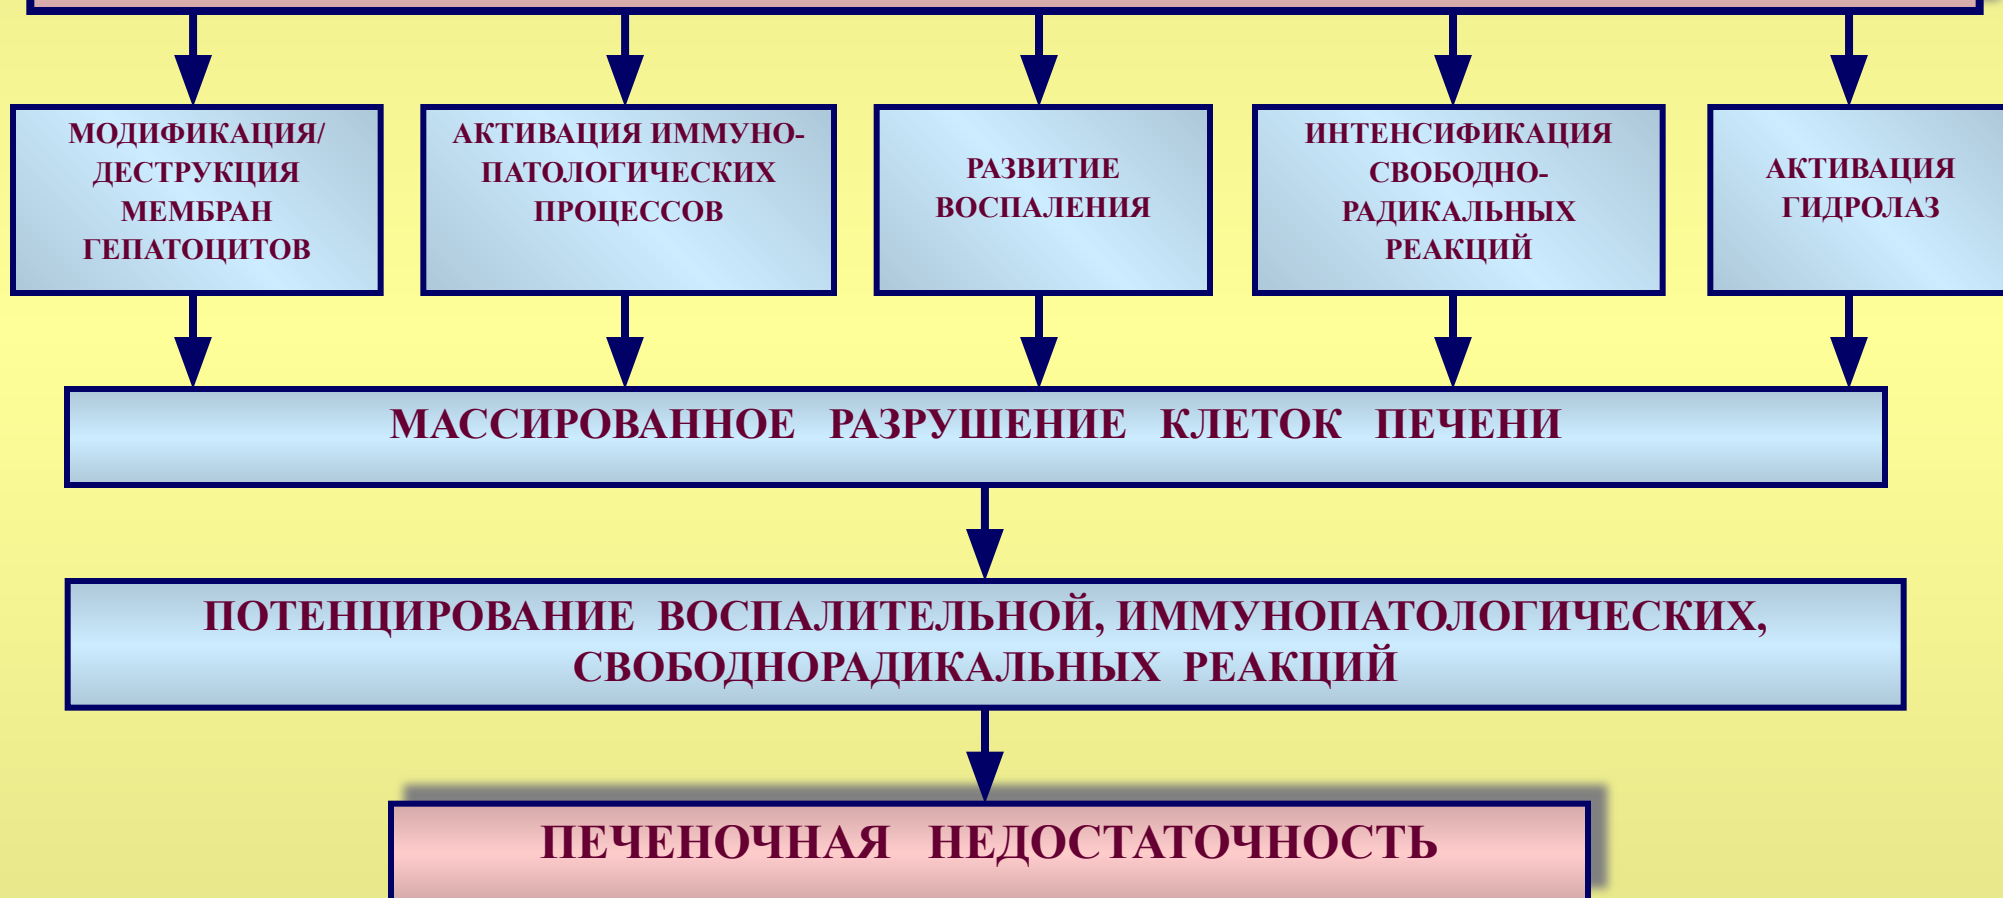 МОДИФИКАЦИЯ/
ДЕСТРУКЦИЯ
МЕМБРАН
ГЕПАТОЦИТОВ
АКТИВАЦИЯ ИММУНО-
ПАТОЛОГИЧЕСКИХ
ПРОЦЕССОВ
РАЗВИТИЕ
ВОСПАЛЕНИЯ
ИНТЕНСИФИКАЦИЯ
СВОБОДНО-
РАДИКАЛЬНЫХ
РЕАКЦИЙ
АКТИВАЦИЯ
ГИДРОЛАЗ
МАССИРОВАННОЕ РАЗРУШЕНИЕ КЛЕТОК ПЕЧЕНИ
ПОТЕНЦИРОВАНИЕ ВОСПАЛИТЕЛЬНОЙ, ИММУНОПАТОЛОГИЧЕСКИХ,
СВОБОДНОРАДИКАЛЬНЫХ РЕАКЦИЙ
ПЕЧЕНОЧНАЯ НЕДОСТАТОЧНОСТЬ